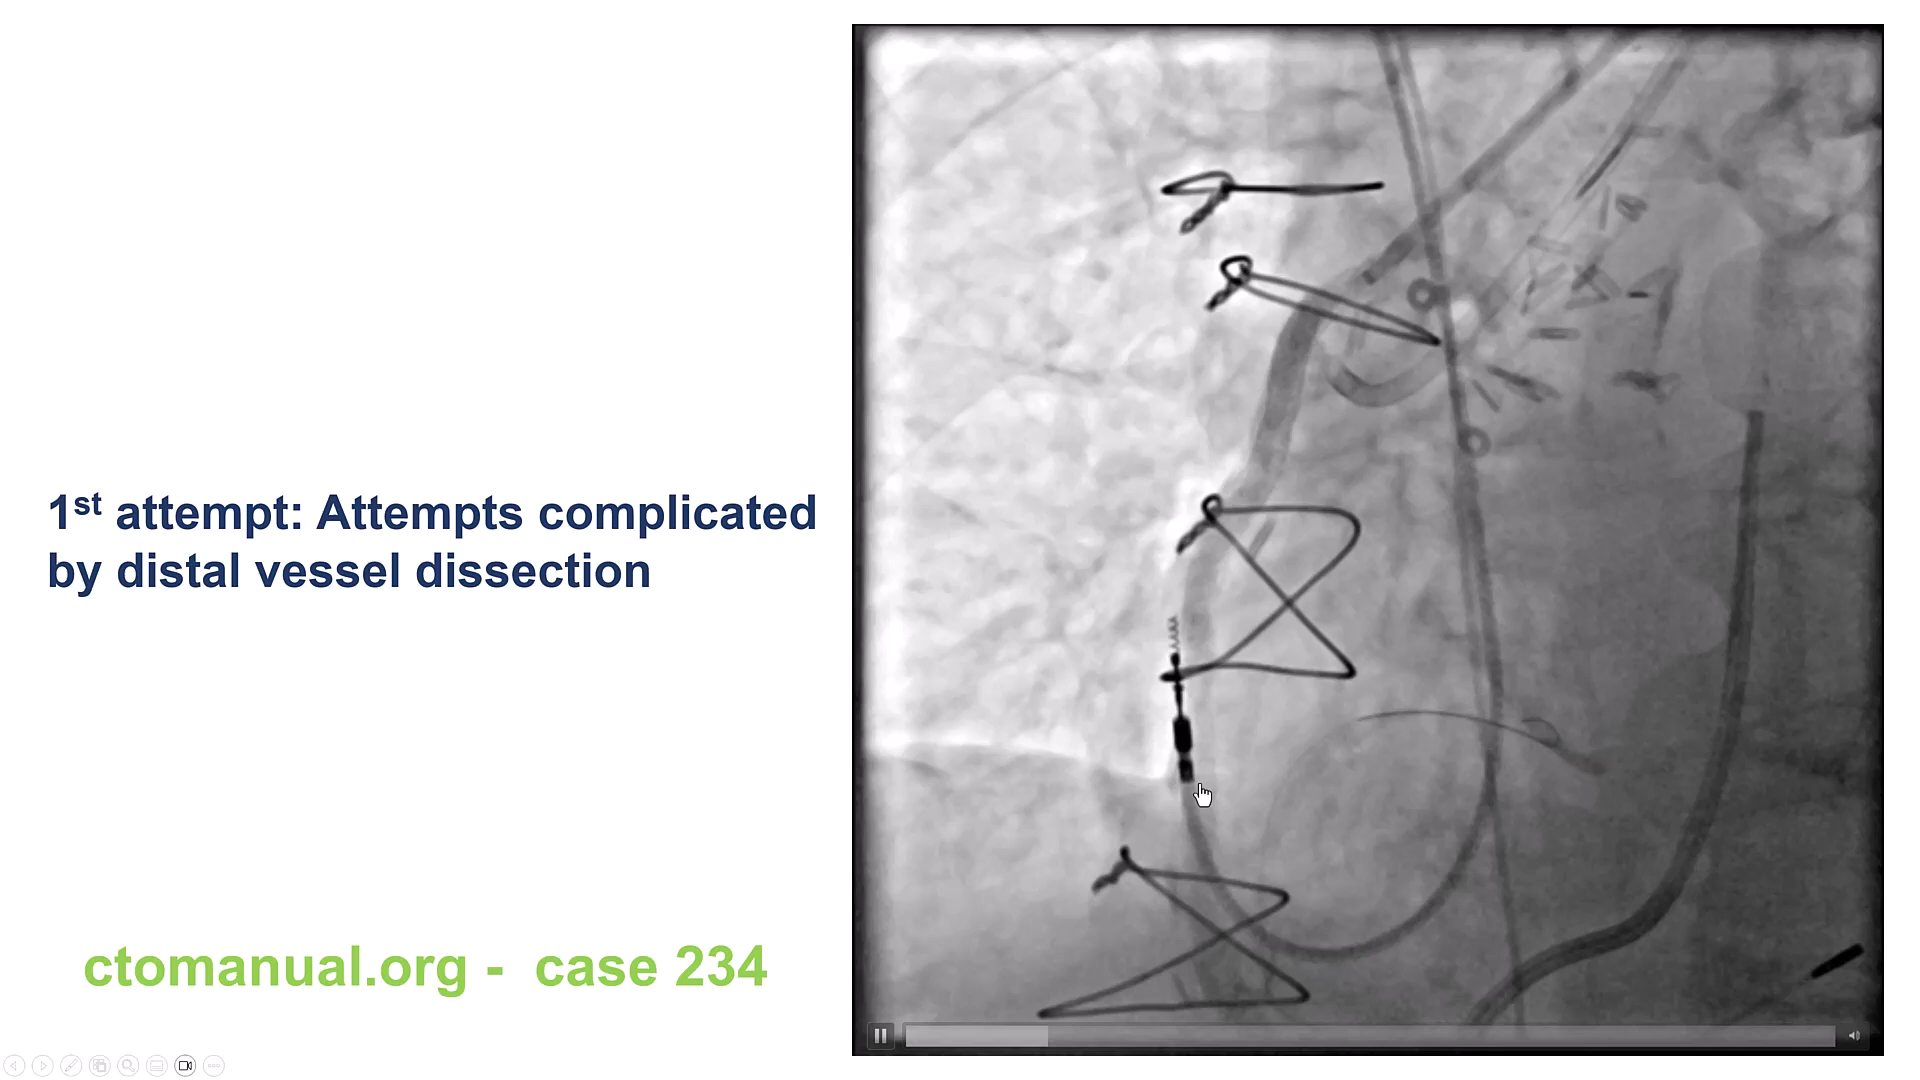 1st attempt: Attempts complicated
by distal vessel dissection
ctomanual.org - case 234